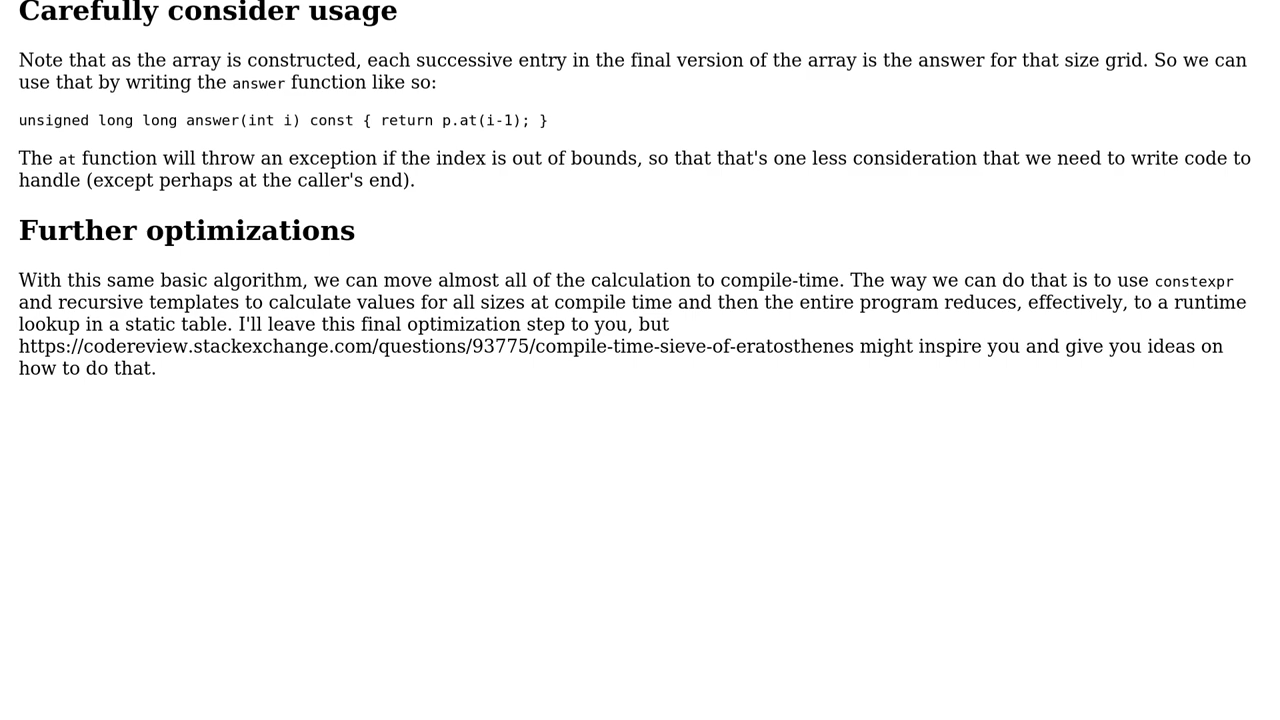 Carefully consider usage
Note that as the array is constructed, each successive entry in the final version of the array is the answer for that size grid. So we can
use that by writing the answer function like so:
unsigned long long answer(int i) const { return p.at(i-1); }
The at function will throw an exception if the index is out of bounds, so that that's one less consideration that we need to write code to
handle (except perhaps at the caller's end).
Further optimizations
With this same basic algorithm, we can move almost all of the calculation to compile-time. The way we can do that is to use constexpr
and recursive templates to calculate values for all sizes at compile time and then the entire program reduces, effectively, to a runtime
lookup in a static table. I'll leave this final optimization step to you, but
https://codereview.stackexchange.com/questions/93775/compile-time-sieve-of-eratosthenes might inspire you and give you ideas on
how to do that.